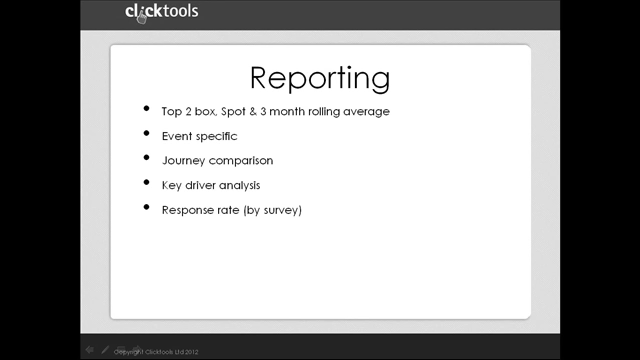 clicktools
Reporting
• Top 2 box, Spot & 3 month rolling average
• Event specific
• Journey comparison
• Key driver analysis
• Response rate (by survey)
Copyright Clicktools Ltd 2012